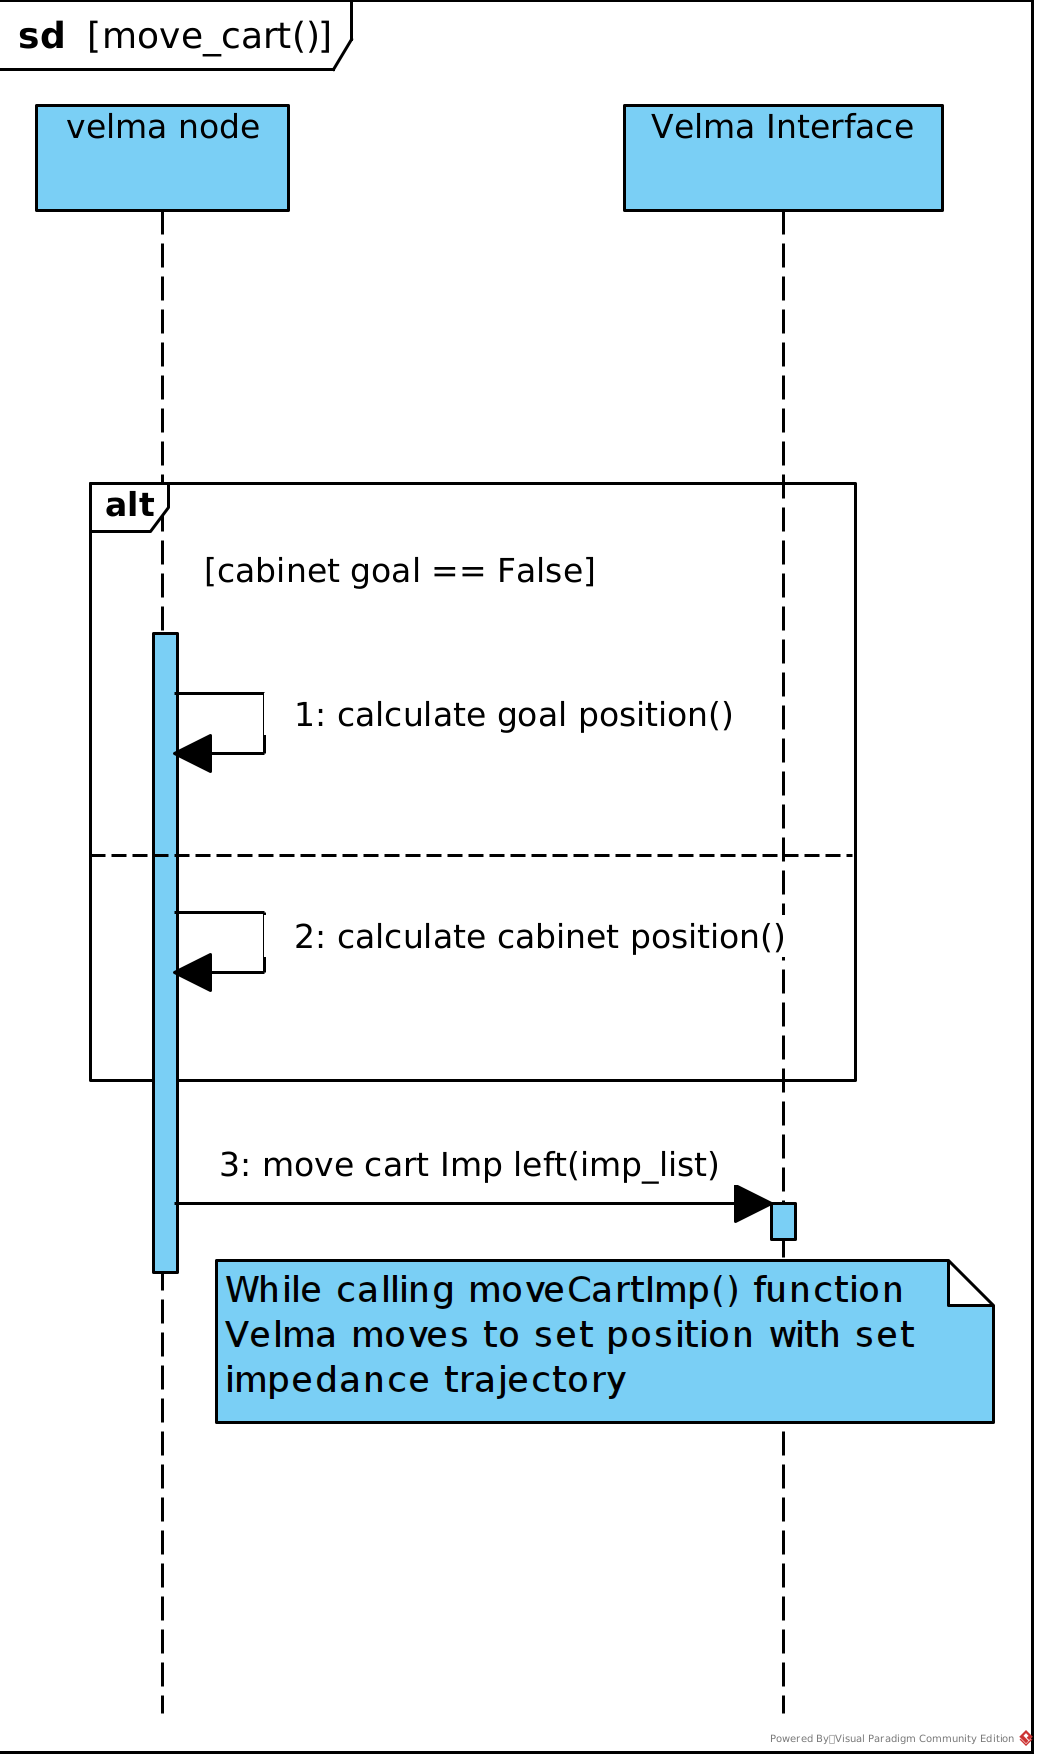 sd [move_cart()]
velma node
Velma Interface
alt
[cabinet goal == False]
1: calculate goal position()
2: calculate cabinet position()
3: move cart Imp left(imp_list)
While calling moveCartImp() function
Velma moves to set position with set
impedance trajectory
Powered By Visual Paradigm Community Edition